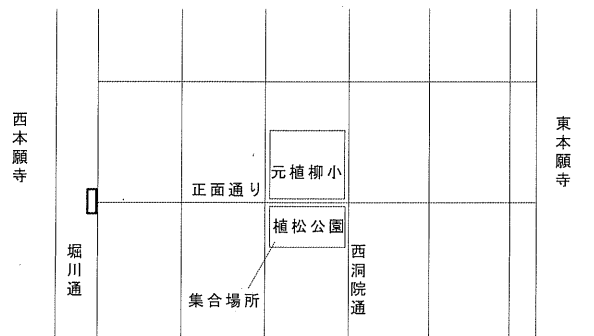 西本願寺
東本願寺
元植柳小
正面通り
植松公園
堀川通
西洞院通
集合場所